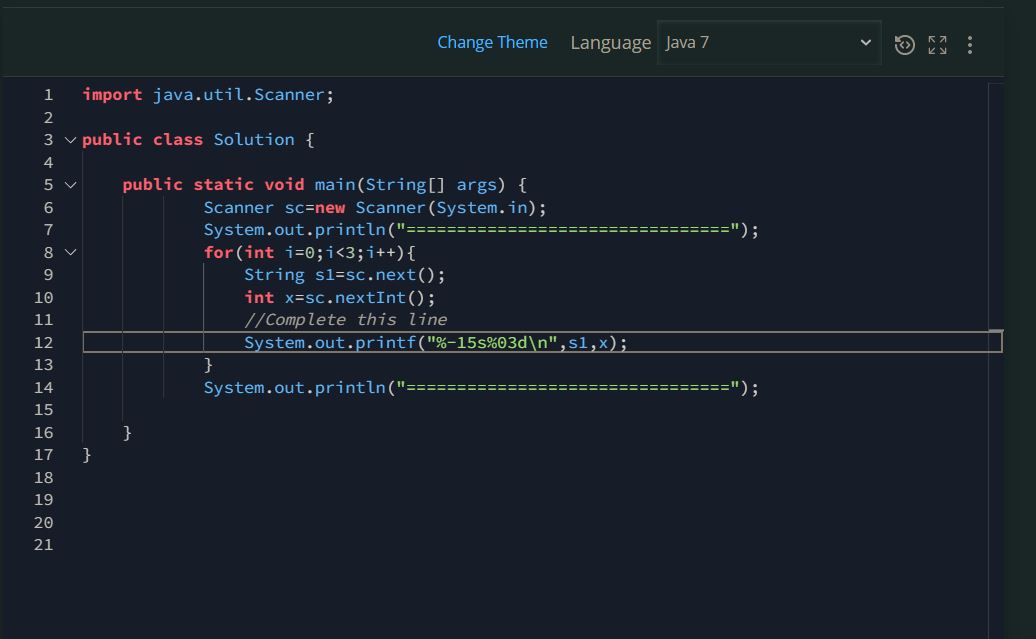 Change Theme Language Java 7
1 import java.util.Scanner;
2
3 public class Solution {
4
5 public static void main(String[] args) {
6 Scanner sc=new Scanner(System.in);
7 System.out.println("================================");
8 for(int i=0;i<3;i++){
9 String s1=sc.next();
10 int x=sc.nextInt();
11 //Complete this line
12 System.out.printf("%-15s%03d\n",s1,x);
13 }
14 System.out.println("================================");
15
16 }
17 }
18
19
20
21